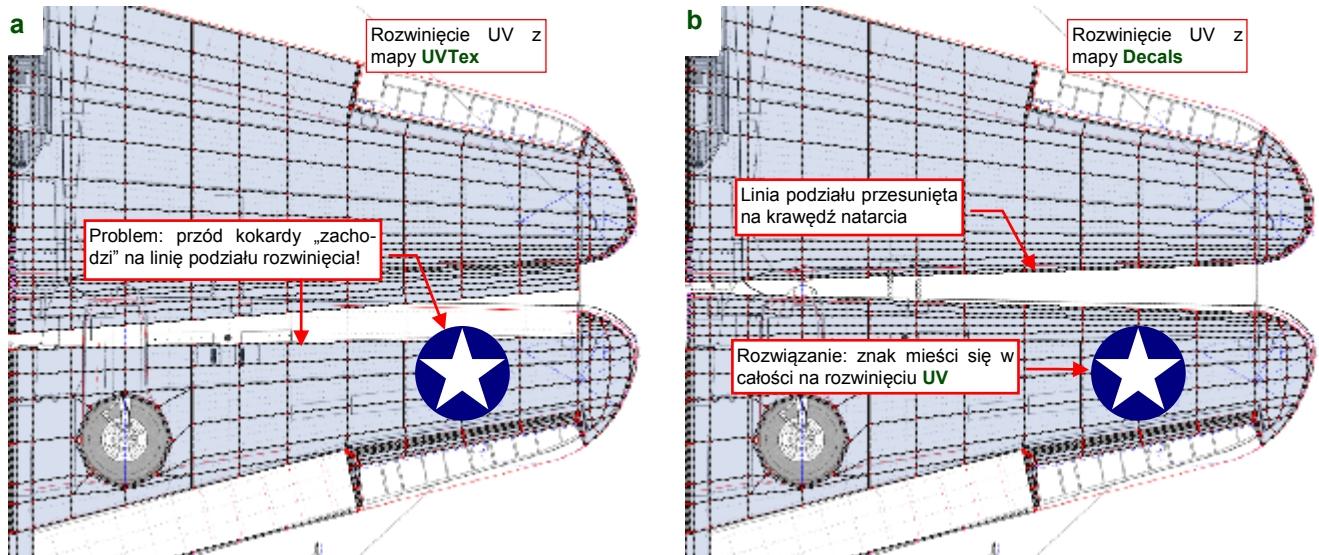 a
Rozwinięcie UV z
mapy UVTex
Problem: przód kokardy „zacho-
dzi” na linię podziału rozwinięcia!
b
Rozwinięcie UV z
mapy Decals
Linia podziału przesunięta
na krawędź natarcia
Rozwiązanie: znak mieści się w
całości na rozwinięciu UV